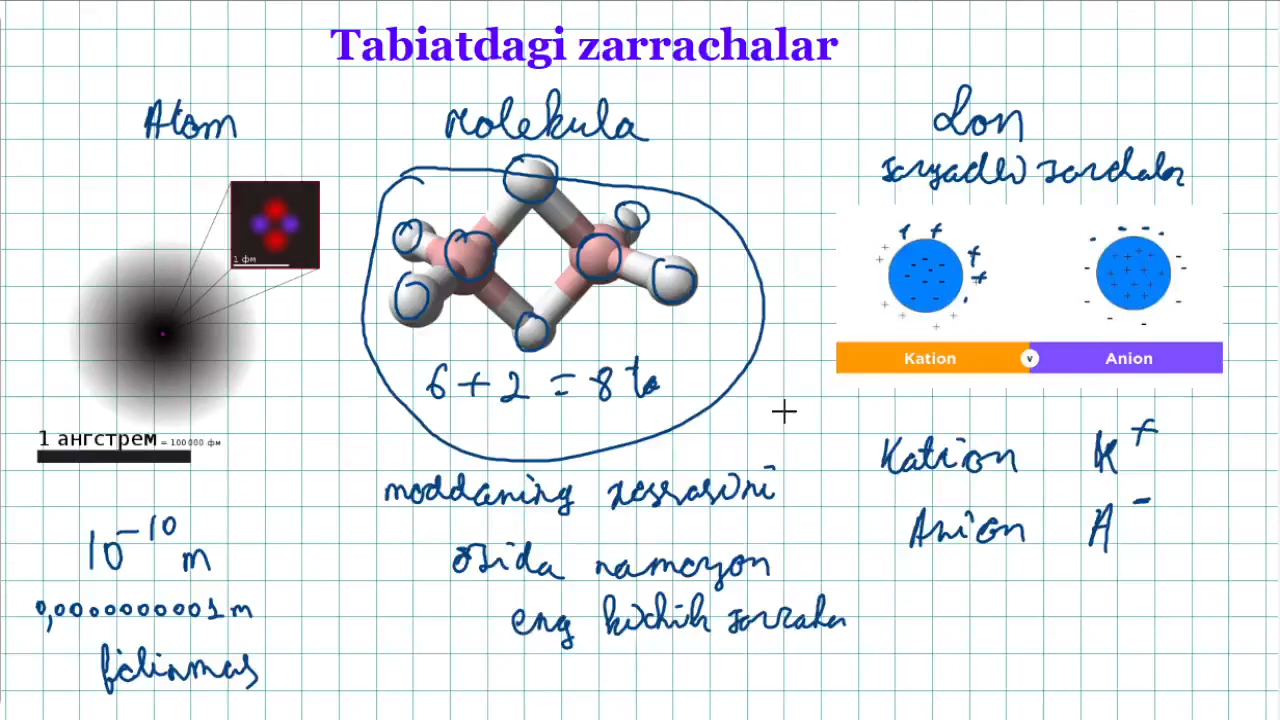 Tabiatdagi zarrachalar
Atom
Molekula
Ion
zaryadli zarchalar
1 фм
1 ангстрем = 100 000 фм
10⁻¹⁰ m
0,0000000001 m
bo'linmas
6 + 2 = 8 ta
moddaning xossasini
o'zida namoyon
eng kichik zarracha
Kation v Anion
Kation K⁺
Anion A⁻